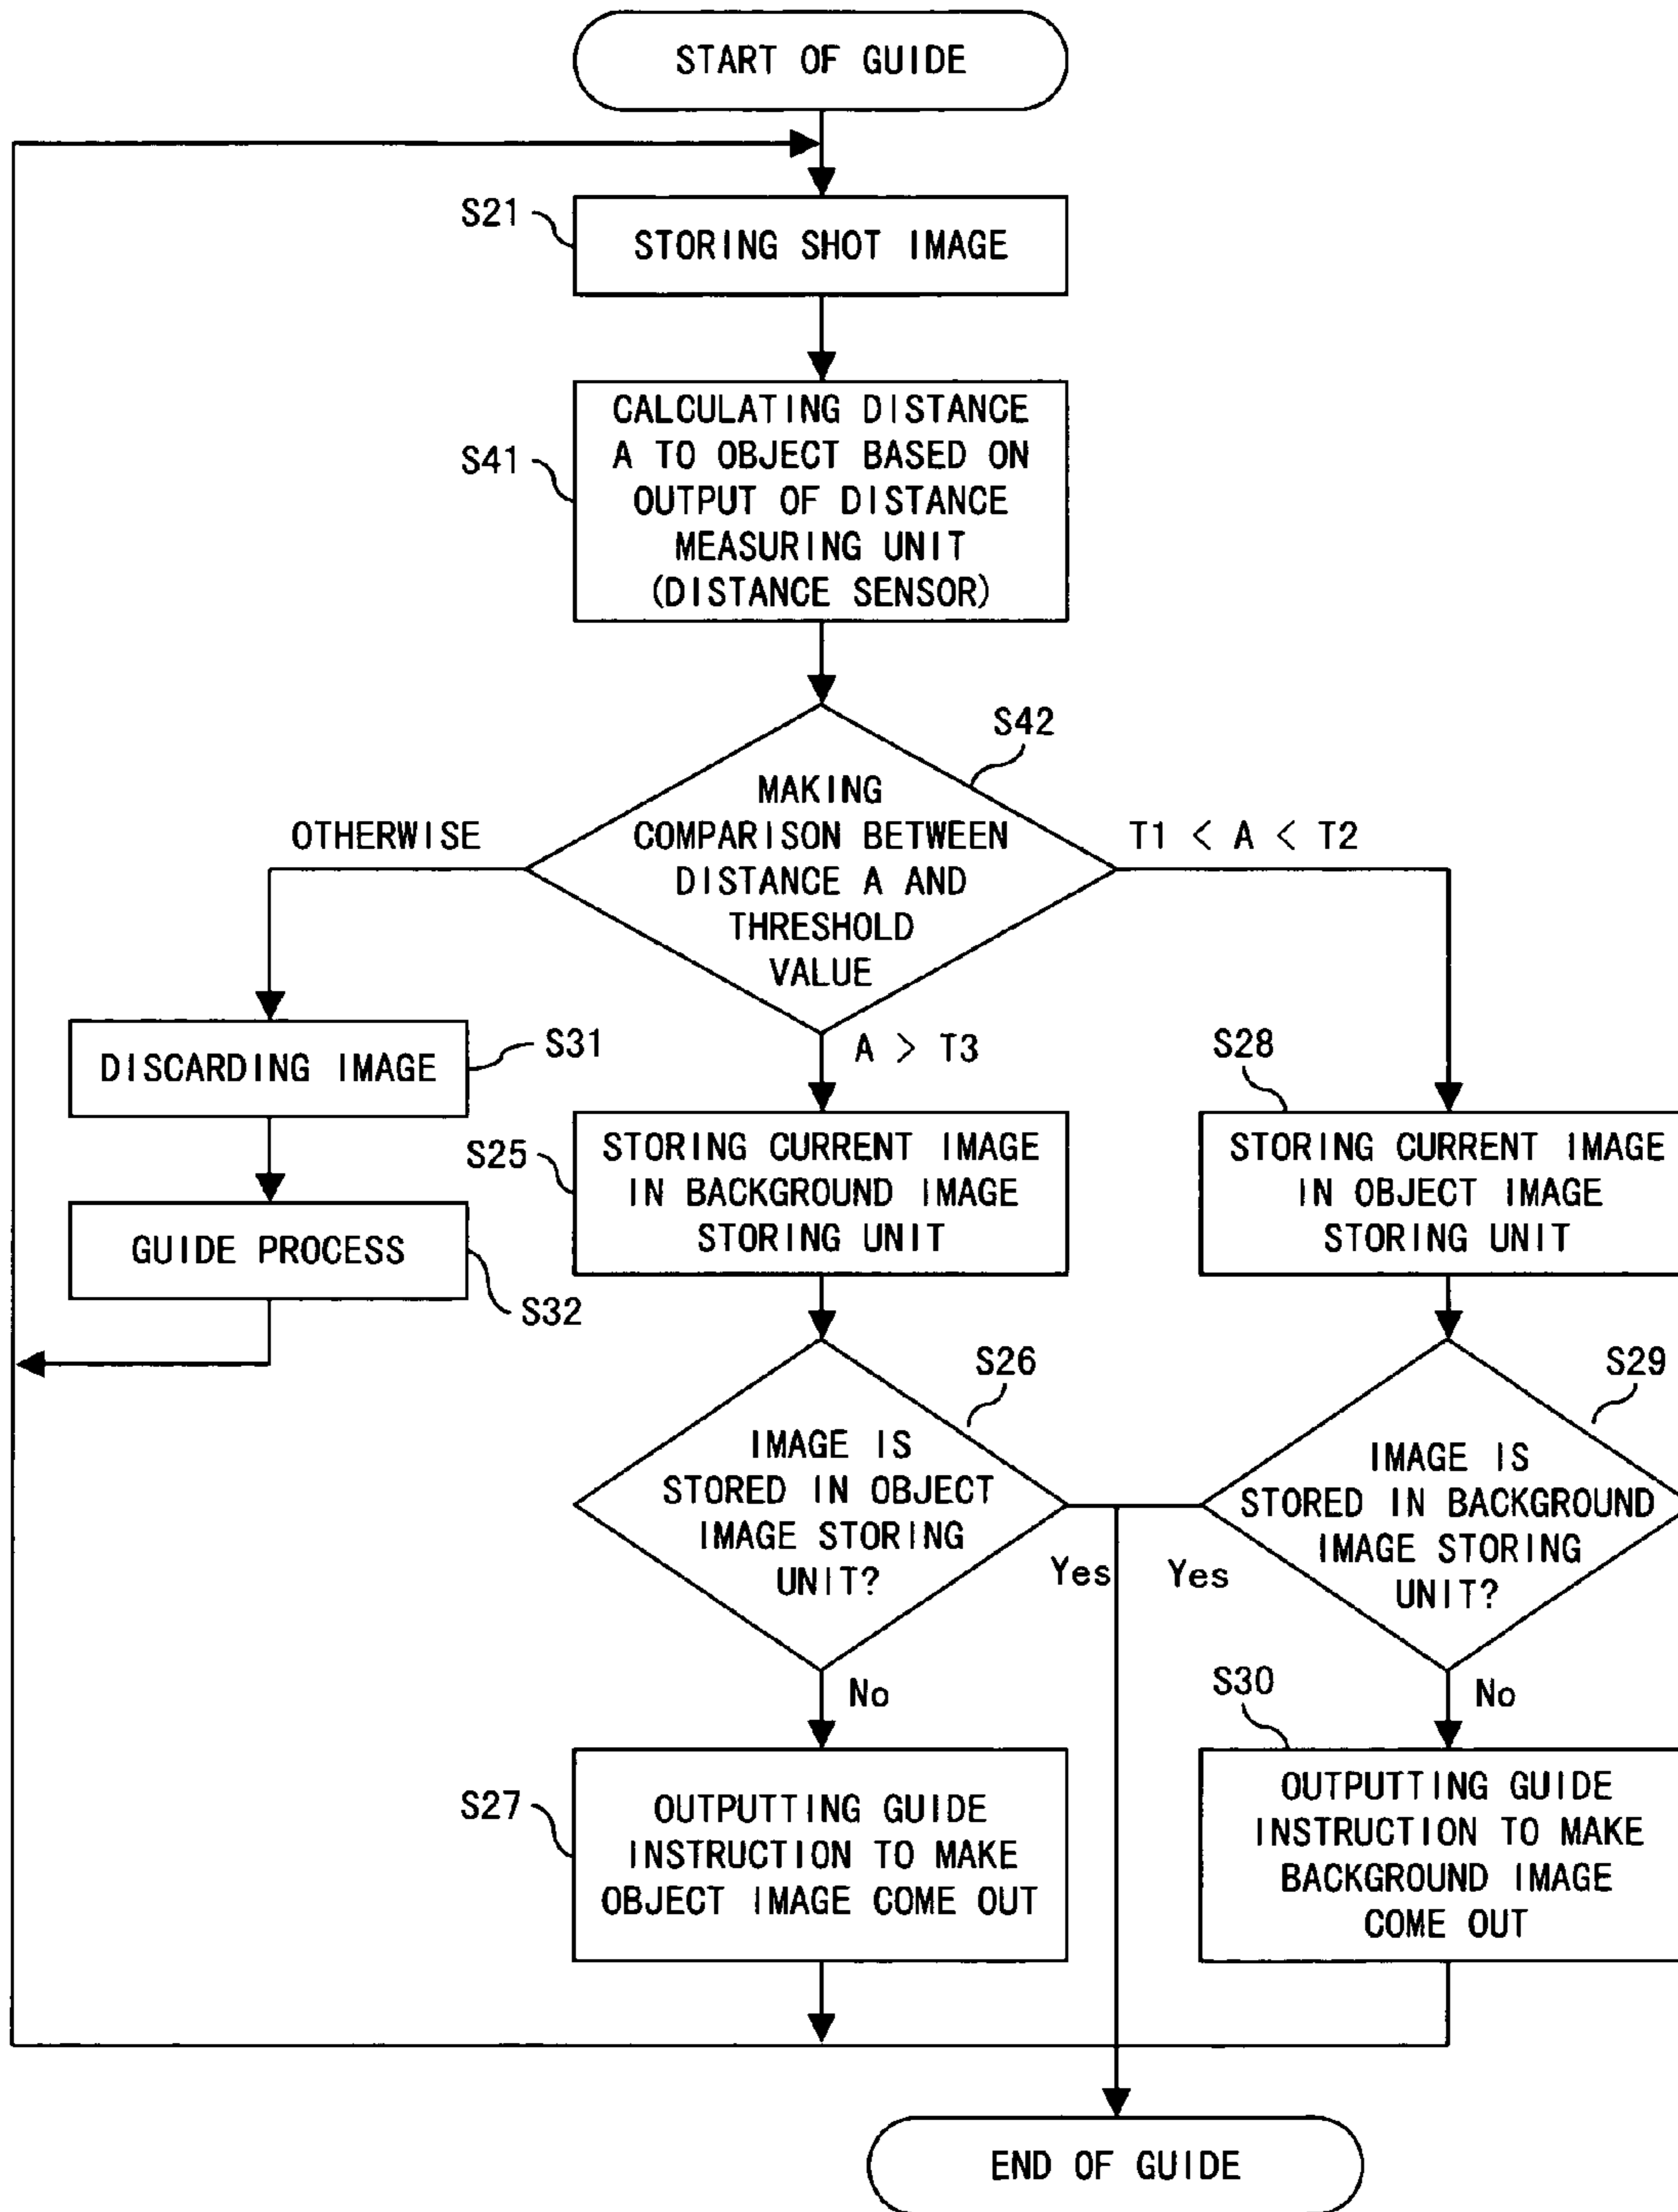 START OF GUIDE
S21
STORING SHOT IMAGE
S41
CALCULATING DISTANCE
A TO OBJECT BASED ON
OUTPUT OF DISTANCE
MEASURING UNIT
(DISTANCE SENSOR)
S42
MAKING
COMPARISON BETWEEN
DISTANCE A AND
THRESHOLD
VALUE
OTHERWISE
T1 < A < T2
A > T3
DISCARDING IMAGE
S31
GUIDE PROCESS
S32
S25
STORING CURRENT IMAGE
IN BACKGROUND IMAGE
STORING UNIT
S28
STORING CURRENT IMAGE
IN OBJECT IMAGE
STORING UNIT
S26
IMAGE IS
STORED IN OBJECT
IMAGE STORING
UNIT?
Yes
No
S29
IMAGE IS
STORED IN BACKGROUND
IMAGE STORING
UNIT?
Yes
No
S27
OUTPUTTING GUIDE
INSTRUCTION TO MAKE
OBJECT IMAGE COME OUT
S30
OUTPUTTING GUIDE
INSTRUCTION TO MAKE
BACKGROUND IMAGE
COME OUT
END OF GUIDE